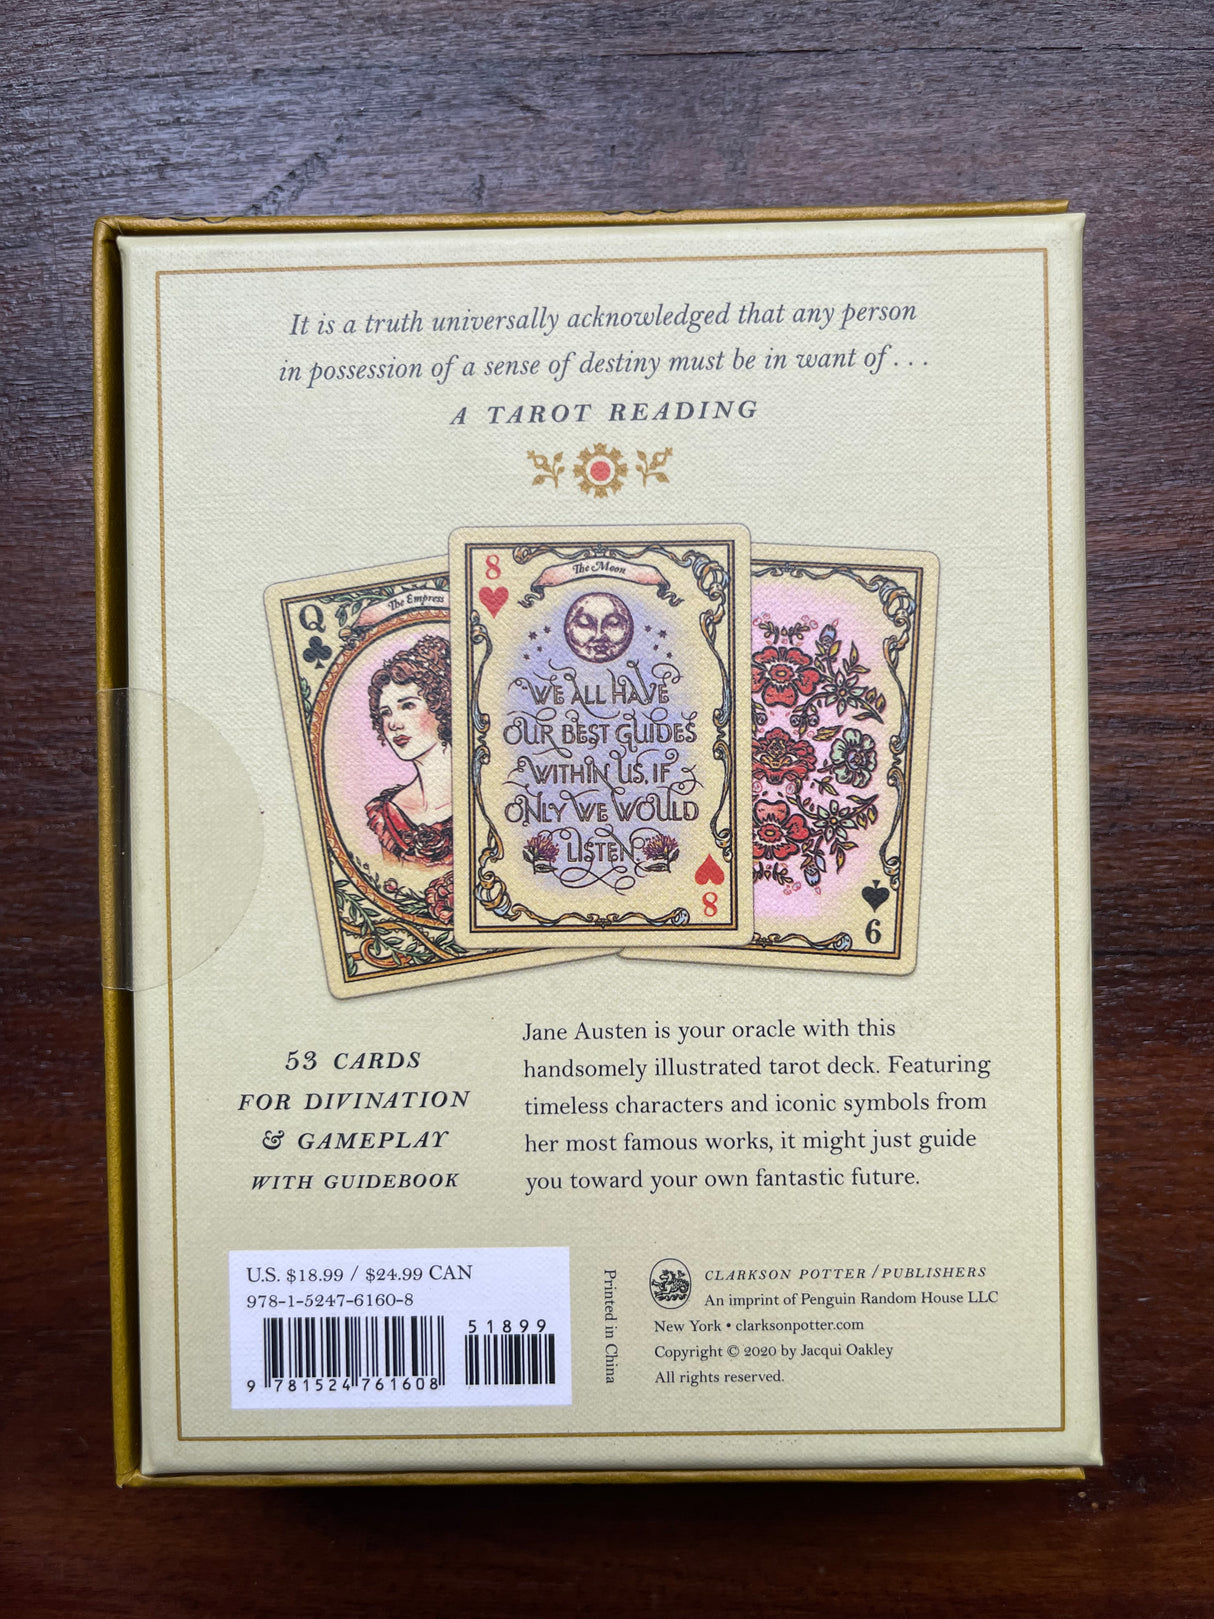 It is a truth universally acknowledged that any person
in possession of a sense of destiny must be in want of . . .
A TAROT READING
Q
The Empress
8
The Moon
"WE ALL HAVE
OUR BEST GUIDES
WITHIN US, IF
ONLY WE WOULD
LISTEN."
8
9
53 CARDS
FOR DIVINATION
& GAMEPLAY
WITH GUIDEBOOK
Jane Austen is your oracle with this
handsomely illustrated tarot deck. Featuring
timeless characters and iconic symbols from
her most famous works, it might just guide
you toward your own fantastic future.
U.S. $18.99 / $24.99 CAN
978-1-5247-6160-8
51899
9 781524 761608
Printed in China
CLARKSON POTTER / PUBLISHERS
An imprint of Penguin Random House LLC
New York • clarksonpotter.com
Copyright © 2020 by Jacqui Oakley
All rights reserved.